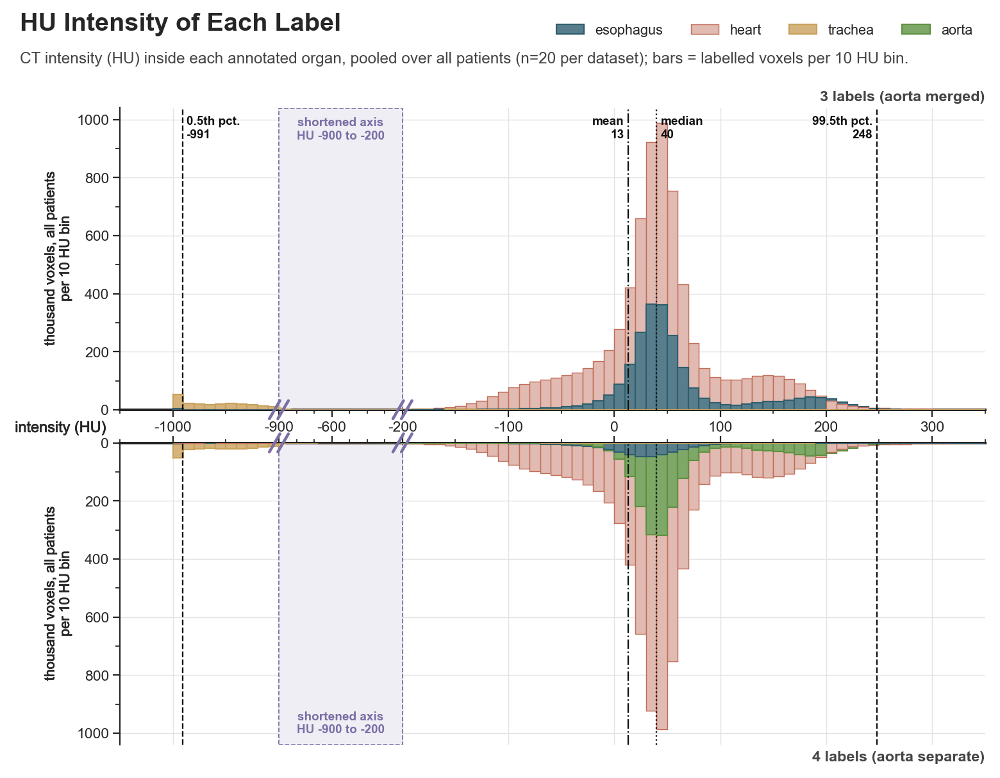 HU Intensity of Each Label
esophagus
heart
trachea
aorta
CT intensity (HU) inside each annotated organ, pooled over all patients (n=20 per dataset); bars = labelled voxels per 10 HU bin.
3 labels (aorta merged)
1000
800
600
400
200
0
thousand voxels, all patients
per 10 HU bin
0.5th pct.
-991
shortened axis
HU -900 to -200
mean
13
median
40
99.5th pct.
248
intensity (HU)
-1000
-900
-600
-200
-100
0
100
200
300
0
200
400
600
800
1000
thousand voxels, all patients
per 10 HU bin
shortened axis
HU -900 to -200
4 labels (aorta separate)